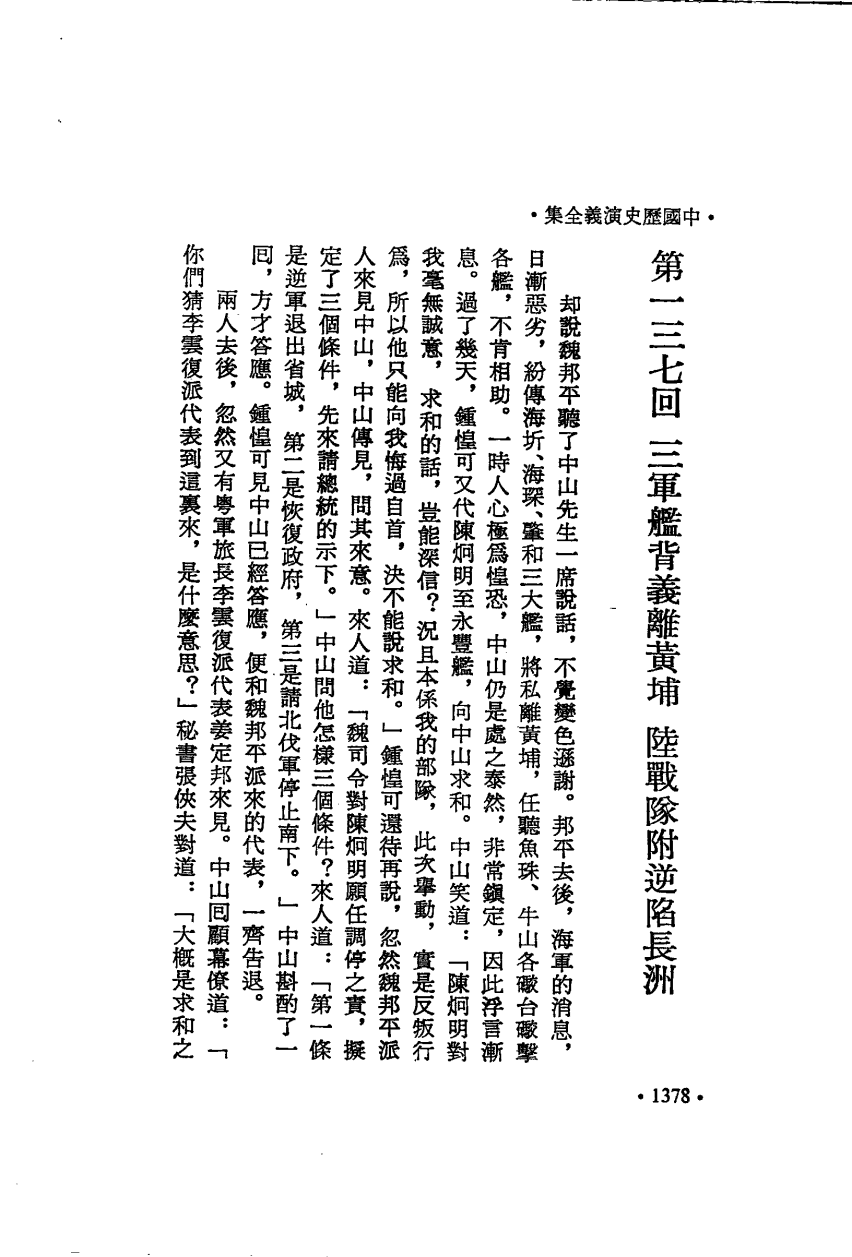 •中國歷史演義全集•
第一三七回 三軍艦背義離黃埔 陸戰隊附逆陷長洲
却說魏邦平聽了中山先生一席說話，不覺變色遜謝。邦平去後，海軍的消息，
日漸惡劣，紛傳海圻、海琛、肇和三大艦，將私離黃埔，任聽魚珠、牛山各礮台礮擊
各艦，不肯相助。一時人心極爲惶恐，中山仍是處之泰然，非常鎭定，因此浮言漸
息。過了幾天，鍾惶可又代陳炯明至永豐艦，向中山求和。中山笑道：「陳炯明對
我毫無誠意，求和的話，豈能深信？況且本係我的部隊，此次舉動，實是反叛行
爲，所以他只能向我悔過自首，決不能說求和。」鍾惶可還待再說，忽然魏邦平派
人來見中山，中山傳見，問其來意。來人道：「魏司令對陳炯明願任調停之責，擬
定了三個條件，先來請總統的示下。」中山問他怎樣三個條件？來人道：「第一條
是逆軍退出省城，第二是恢復政府，第三是請北伐軍停止南下。」中山斟酌了一
囘，方才答應。鍾惶可見中山已經答應，便和魏邦平派來的代表，一齊告退。
兩人去後，忽然又有粵軍旅長李雲復派代表姜定邦來見。中山囘顧幕僚道：「
你們猜李雲復派代表到這裏來，是什麼意思？」秘書張俠夫對道：「大概是求和之
•1378•